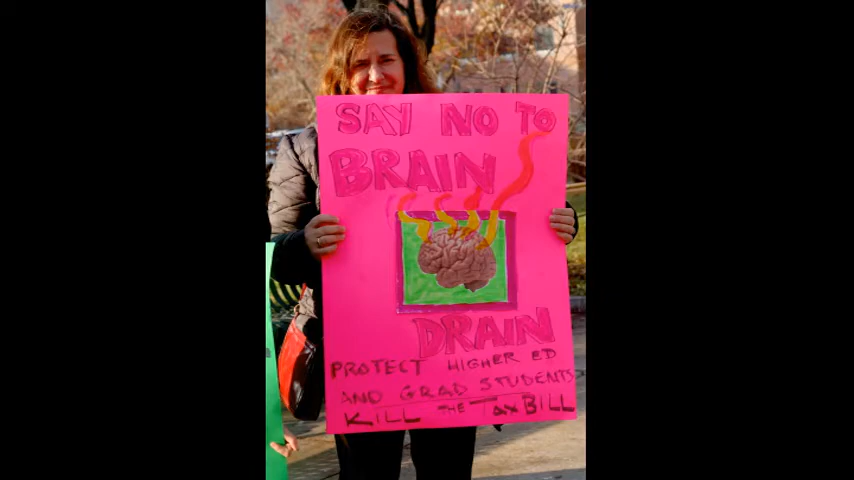 SAY NO TO
BRAIN
DRAIN
PROTECT HIGHER ED
AND GRAD STUDENTS
KILL THE TAX BILL